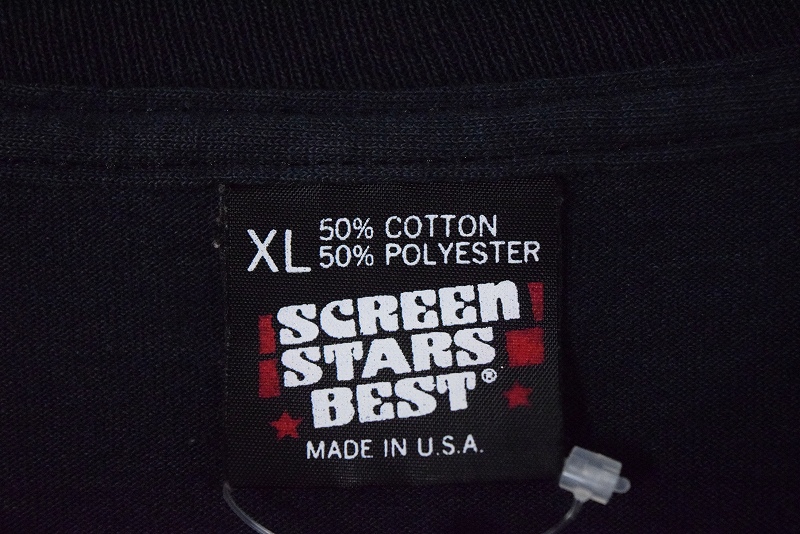 XL 50% COTTON
50% POLYESTER
SCREEN
STARS
BEST®
MADE IN U.S.A.